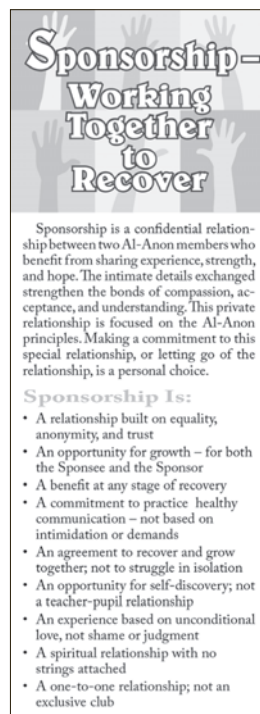 Sponsorship –
Working
Together
to
Recover
Sponsorship is a confidential relation-
ship between two Al-Anon members who
benefit from sharing experience, strength,
and hope. The intimate details exchanged
strengthen the bonds of compassion, ac-
ceptance, and understanding. This private
relationship is focused on the Al-Anon
principles. Making a commitment to this
special relationship, or letting go of the
relationship, is a personal choice.
Sponsorship Is:
• A relationship built on equality,
anonymity, and trust
• An opportunity for growth – for both
the Sponsee and the Sponsor
• A benefit at any stage of recovery
• A commitment to practice healthy
communication – not based on
intimidation or demands
• An agreement to recover and grow
together; not to struggle in isolation
• An opportunity for self-discovery; not
a teacher-pupil relationship
• An experience based on unconditional
love, not shame or judgment
• A spiritual relationship with no
strings attached
• A one-to-one relationship; not an
exclusive club